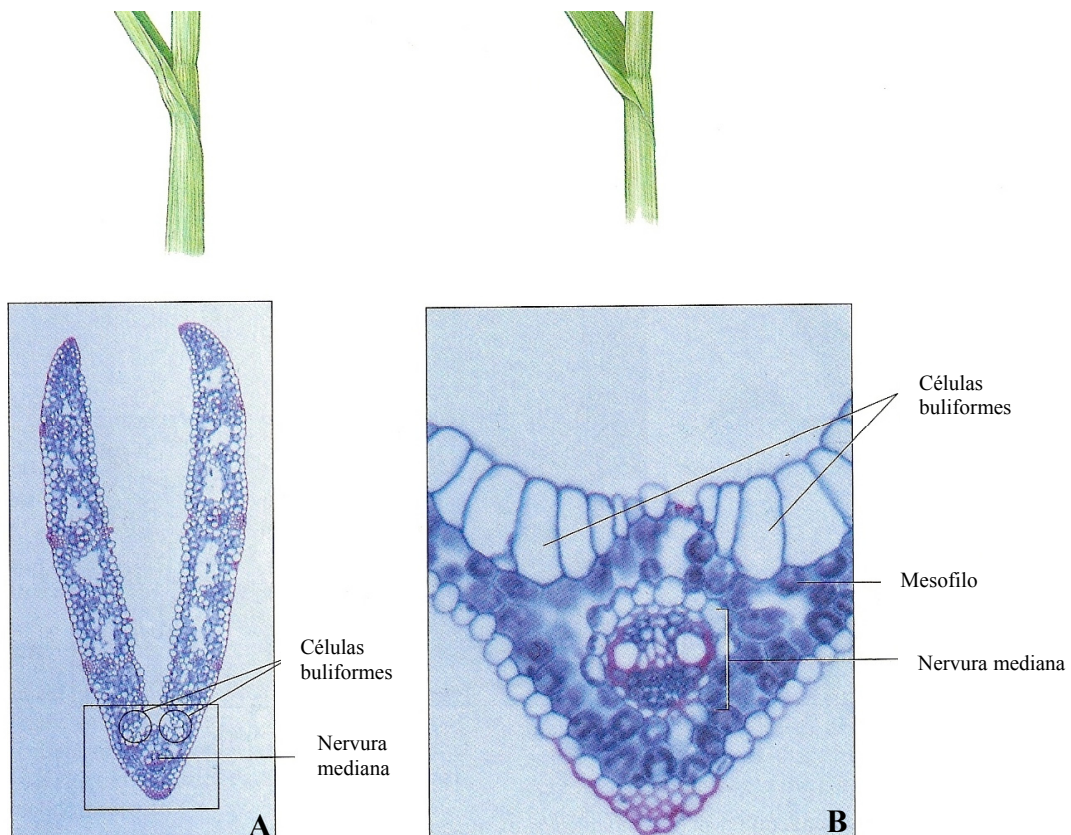 Células
buliformes
Nervura
mediana
A
Células
buliformes
Mesofilo
Nervura mediana
B